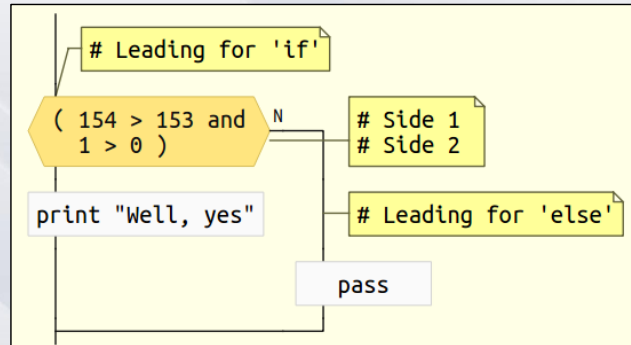 # Leading for 'if'
( 154 > 153 and
1 > 0 )
N
# Side 1
# Side 2
print "Well, yes"
# Leading for 'else'
pass